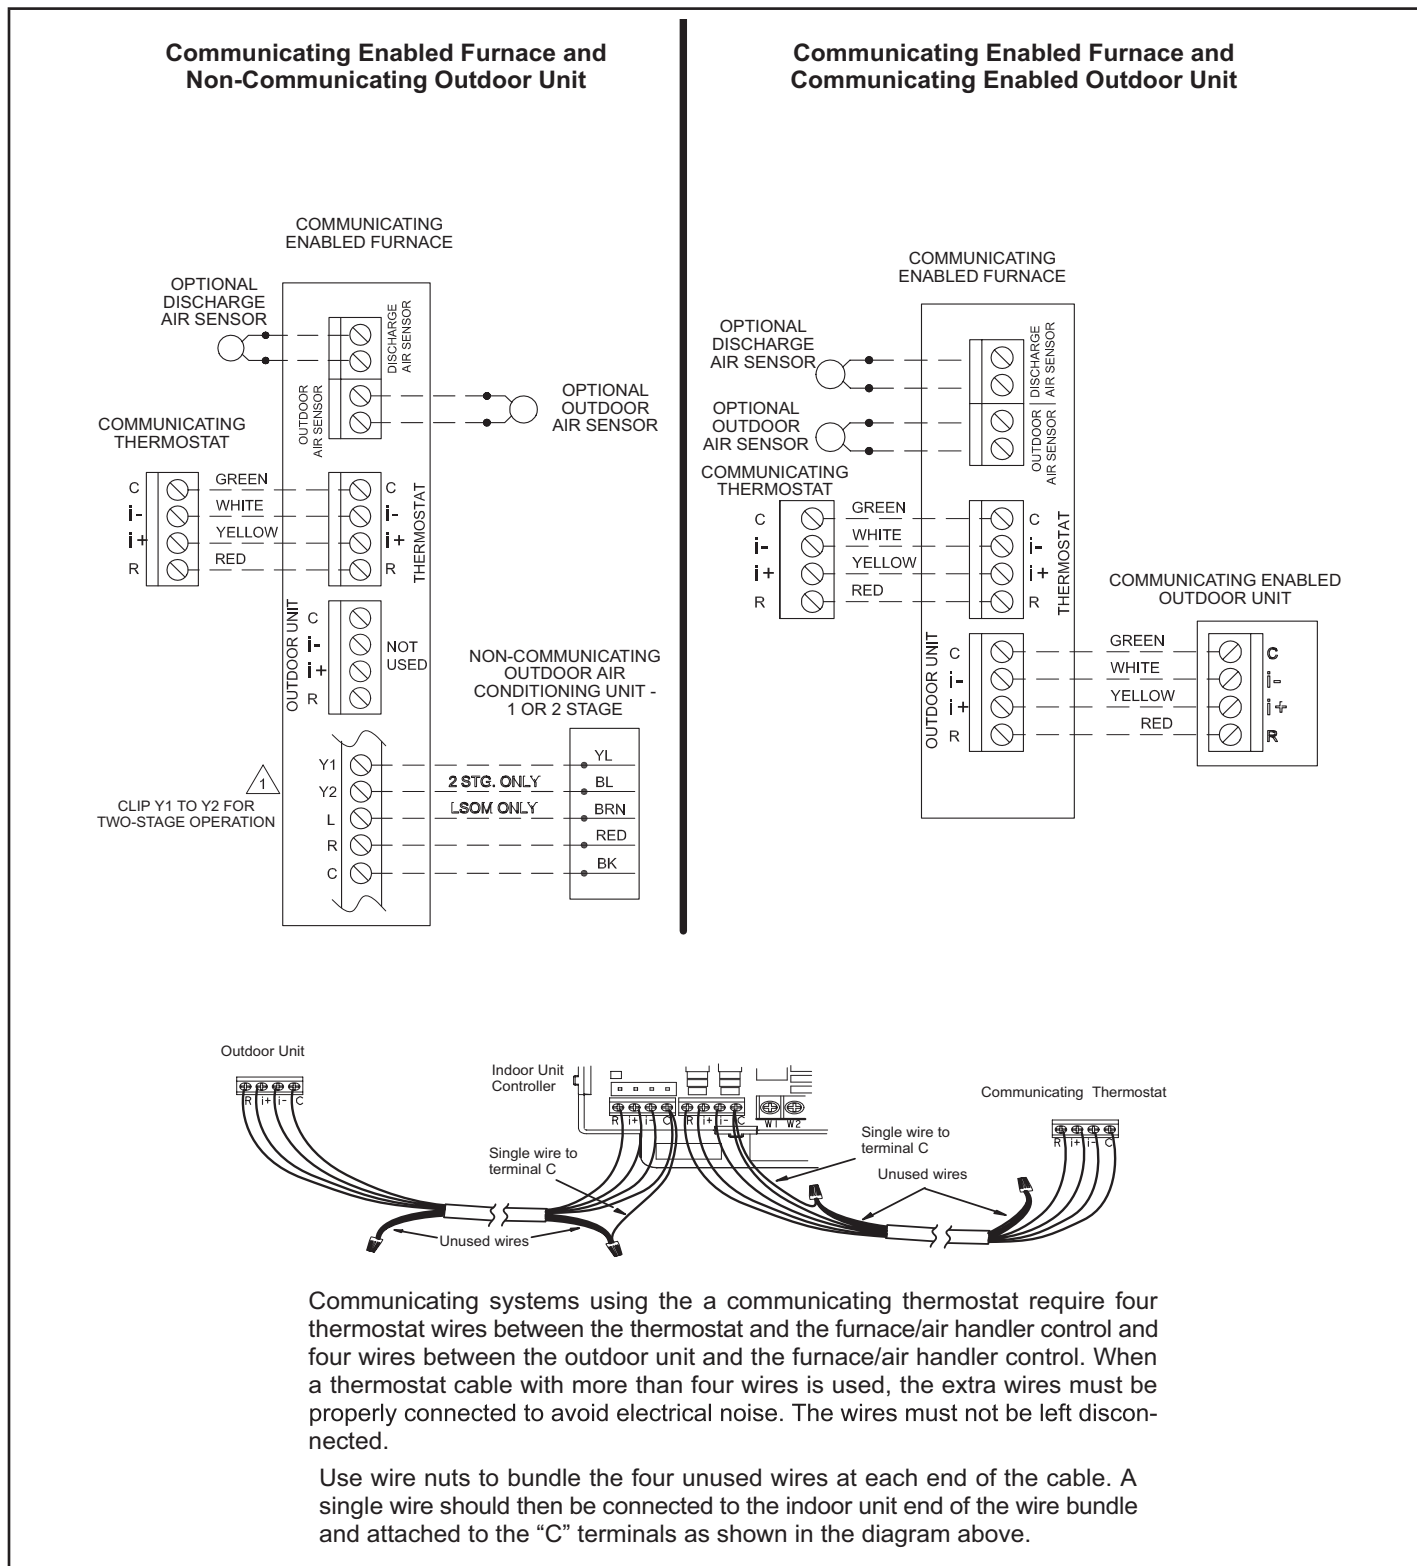 Communicating Enabled Furnace and
Non-Communicating Outdoor Unit
COMMUNICATING
ENABLED FURNACE
OPTIONAL
DISCHARGE
AIR SENSOR
DISCHARGE
AIR SENSOR
OUTDOOR
AIR SENSOR
OPTIONAL
OUTDOOR
AIR SENSOR
COMMUNICATING
THERMOSTAT
C GREEN C
i- WHITE i-
i+ YELLOW i+
R RED R
THERMOSTAT
OUTDOOR UNIT
C
i-
i+
R
NOT
USED
NON-COMMUNICATING
OUTDOOR AIR
CONDITIONING UNIT -
1 OR 2 STAGE
1
CLIP Y1 TO Y2 FOR
TWO-STAGE OPERATION
Y1 YL
Y2 2 STG. ONLY BL
L LSOM ONLY BRN
R RED
C BK
Communicating Enabled Furnace and
Communicating Enabled Outdoor Unit
COMMUNICATING
ENABLED FURNACE
OPTIONAL
DISCHARGE
AIR SENSOR
OPTIONAL
OUTDOOR
AIR SENSOR
DISCHARGE
AIR SENSOR
OUTDOOR
AIR SENSOR
COMMUNICATING
THERMOSTAT
C GREEN C
i- WHITE i-
i+ YELLOW i+
R RED R
THERMOSTAT
COMMUNICATING ENABLED
OUTDOOR UNIT
OUTDOOR UNIT
C GREEN C
i- WHITE i-
i+ YELLOW i+
R RED R
Outdoor Unit
R i+ i- C
Indoor Unit
Controller
R i+ i- C R i+ i- C W1 W2
Communicating Thermostat
R i+ i- C
Single wire to
terminal C
Unused wires
Single wire to
terminal C
Unused wires
Communicating systems using the a communicating thermostat require four
thermostat wires between the thermostat and the furnace/air handler control and
four wires between the outdoor unit and the furnace/air handler control. When
a thermostat cable with more than four wires is used, the extra wires must be
properly connected to avoid electrical noise. The wires must not be left discon-
nected.
Use wire nuts to bundle the four unused wires at each end of the cable. A
single wire should then be connected to the indoor unit end of the wire bundle
and attached to the “C” terminals as shown in the diagram above.